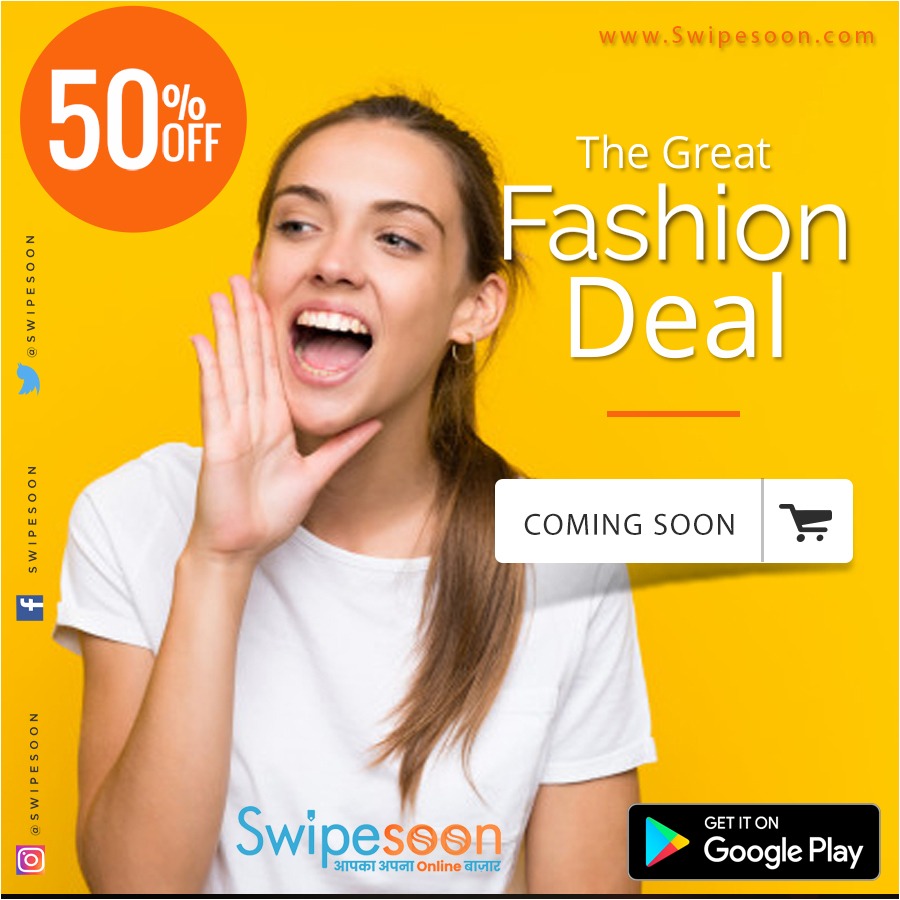 www.Swipesoon.com
50% OFF
The Great
Fashion
Deal
@SWIPESOON
COMING SOON
SWIPESOON
@SWIPESOON
Swipesoon
आपका अपना Online बाजार
GET IT ON
Google Play